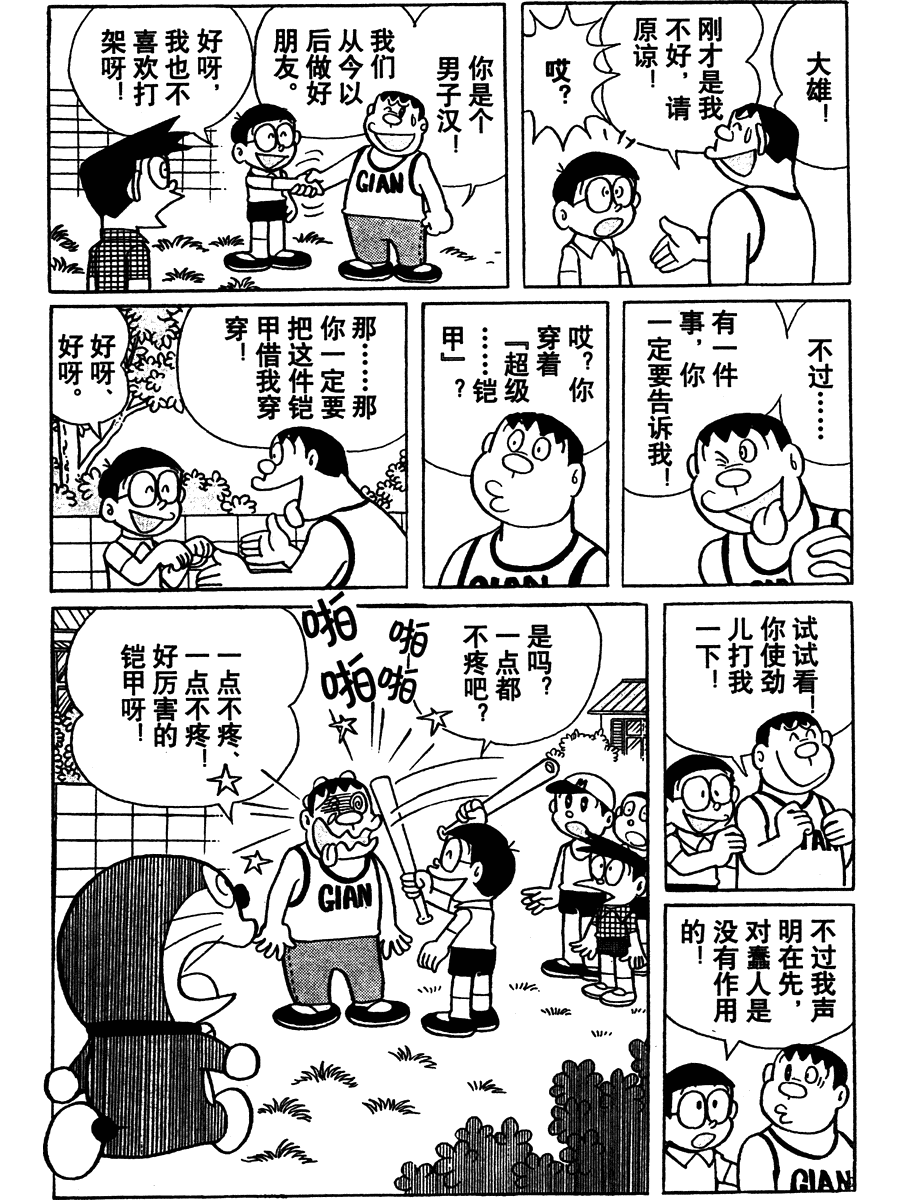 大雄！
刚才是我
不好，请
原谅！
哎？
你是个
男子汉！
我们
从今以
后做好
朋友。
GIAN
好呀，
我也不
喜欢打
架呀！
不过……
有一件
事，你
一定要告诉我！
GIAN
哎？你
穿着
『超级
……铠
甲』？
GIAN
那……那
你一定要
把这件铠
甲借我穿
穿！
好呀、
好呀。
试试看！
你使劲
儿打我
一下！
不过我声
明在先，
对蠢人是
没有作用
的！
GIAN
是吗？
一点都
不疼吧？
啪
啪
啪
啪
M
GIAN
一点不疼、
一点不疼！
好厉害的
铠甲呀！